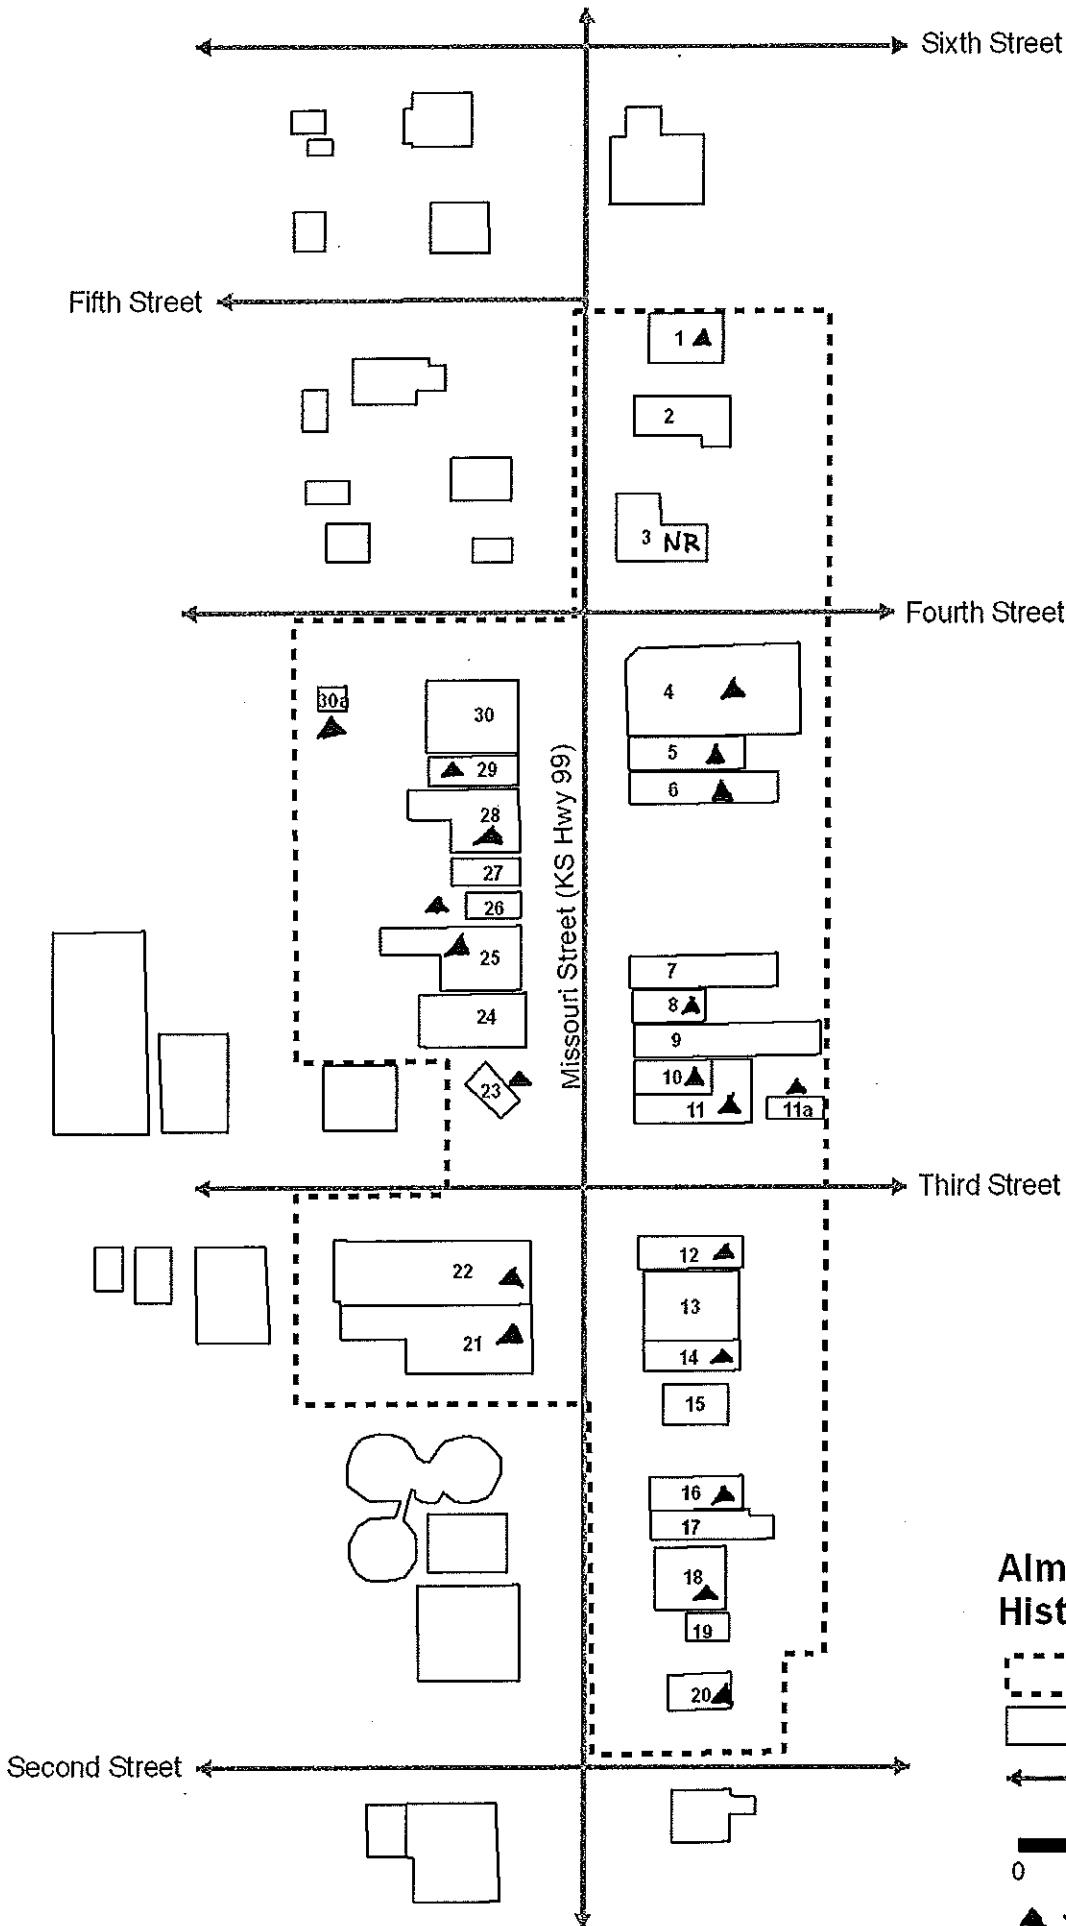 Sixth Street
Fifth Street
1
2
3 NR
Fourth Street
30a
30
4
29
5
28
6
27
26
25
24
23
Missouri Street (KS Hwy 99)
7
8
9
10
11
11a
Third Street
22
12
13
21
14
15
16
17
18
19
20
Second Street
Alm
Hist
0